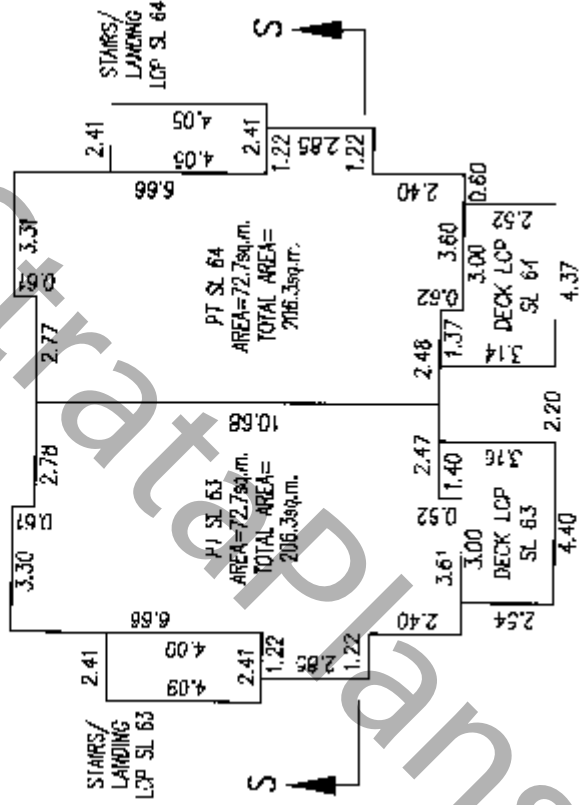 STAIRS/
LANDING
LCP SL 63
STAIRS/
LANDING
LCP SL 64
3.30
0.61
2.78
2.77
0.61
3.31
2.41
2.41
6.66
4.09
4.05
4.05
6.66
10.68
PT SL 63
AREA=72.7sq.m.
TOTAL AREA=
206.3sq.m.
PT SL 64
AREA=72.7sq.m.
TOTAL AREA=
206.3sq.m.
2.41
1.22
2.41
1.22
2.85
2.85
1.22
1.22
S
S
2.40
2.40
3.61
2.47
2.48
0.62
3.60
0.60
3.00
1.40
1.37
3.00
DECK LCP
SL 63
DECK LCP
SL 64
2.54
3.16
3.14
2.52
4.40
2.20
4.37
trataPlans